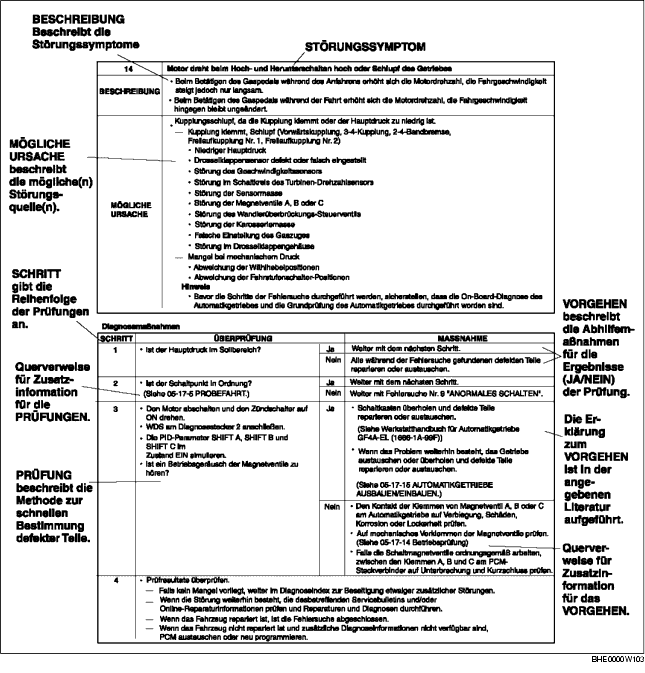 BESCHREIBUNG
Beschreibt die
Störungssymptome
STÖRUNGSSYMPTOM
14 Motor dreht beim Hoch- und Herunterschalten hoch oder Schlupf des Getriebes
BESCHREIBUNG
• Beim Betätigen des Gaspedals während des Anfahrens erhöht sich die Motordrehzahl, die Fahrgeschwindigkeit
steigt jedoch nur langsam.
• Beim Betätigen des Gaspedals während der Fahrt erhöht sich die Motordrehzahl, die Fahrgeschwindigkeit
hingegen bleibt ungeändert.
MÖGLICHE
URSACHE
beschreibt
die mögliche(n)
Störungs-
quelle(n).
MÖGLICHE
URSACHE
• Kupplungsschlupf, da die Kupplung klemmt oder der Hauptdruck zu niedrig ist.
— Kupplung klemmt, Schlupf (Vorwärtskupplung, 3-4-Kupplung, 2-4-Bandbremse,
Freilaufkupplung Nr. 1, Freilaufkupplung Nr. 2)
• Niedriger Hauptdruck
• Drosselklappensensor defekt oder falsch eingestellt
• Störung des Geschwindigkeitssensors
• Störung im Schaltkreis des Turbinen-Drehzahlsensors
• Störung der Sensormasse
• Störung der Magnetventile A, B oder C
• Störung des Wandlerüberbrückungs-Steuerventils
• Störung der Karosseriemasse
• Falsche Einstellung des Gaszuges
• Störung im Drosselklappengehäuse
— Mangel bei mechanischem Druck
• Abweichung der Wählhebelpositionen
• Abweichung der Fahrstufenschalter-Positionen
Hinweis
• Bevor die Schritte der Fehlersuche durchgeführt werden, sicherstellen, dass die On-Board-Diagnose des
Automatikgetriebes und die Grundprüfung des Automatikgetriebes durchgeführt worden sind.
SCHRITT
gibt die
Reihenfolge
der Prüfungen
an.
Querverweise
für Zusatz-
information
für die
PRÜFUNGEN.
PRÜFUNG
beschreibt die
Methode zur
schnellen
Bestimmung
defekter Teile.
Diagnosemaßnahmen
SCHRITT ÜBERPRÜFUNG MASSNAHME
1 • Ist der Hauptdruck im Sollbereich? Ja Weiter mit dem nächsten Schritt.
Nein Alle während der Fehlersuche gefundenen defekten Teile
reparieren oder austauschen.
2 • Ist der Schaltpunkt in Ordnung? Ja Weiter mit dem nächsten Schritt.
(Siehe 05-17-5 PROBEFAHRT.) Nein Weiter mit Fehlersuche Nr. 9 "ANORMALES SCHALTEN".
3 • Den Motor abschalten und den Zündschalter auf
ON drehen.
• WDS am Diagnosestecker 2 anschließen.
• Die PID-Parameter SHIFT A, SHIFT B und
SHIFT C im
Zustand EIN simulieren.
• Ist ein Betriebsgeräusch der Magnetventile zu
hören?
Ja • Schaltkasten überholen und defekte Teile
reparieren oder austauschen.
(Siehe Werkstatthandbuch für Automatikgetriebe
GF4A-EL (1666-1A-99F))
• Wenn das Problem weiterhin besteht, das Getriebe
austauschen oder überholen und defekte Teile
reparieren oder austauschen.
(Siehe 05-17-15 AUTOMATIKGETRIEBE
AUSBAUEN/EINBAUEN.)
Nein • Den Kontakt der Klemmen von Magnetventil A, B oder C
am Automatikgetriebe auf Verbiegung, Schäden,
Korrosion oder Lockerheit prüfen.
• Auf mechanisches Verklemmen der Magnetventile prüfen.
(Siehe 05-17-14 Betriebsprüfung)
• Falls die Schaltmagnetventile ordnungsgemäß arbeiten,
zwischen den Klemmen A, B und C am PCM-
Steckverbinder auf Unterbrechung und Kurzschluss prüfen.
4 • Prüfresultate überprüfen.
— Falls kein Mangel vorliegt, weiter im Diagnoseindex zur Beseitigung etwaiger zusätzlicher Störungen.
— Wenn die Störung weiterhin besteht, die desbetreffenden Servicebulletins und/oder
Online-Reparaturinformationen prüfen und Reparaturen und Diagnosen durchführen.
— Wenn das Fahrzeug repariert ist, ist die Fehlersuche abgeschlossen.
— Wenn das Fahrzeug nicht repariert ist und zusätzliche Diagnoseinformationen nicht verfügbar sind,
PCM austauschen oder neu programmieren.
VORGEHEN
beschreibt
die Abhilfem-
aßnahmen
für die
Ergebnisse
(JA/NEIN)
der Prüfung.
Die Er-
klärung
zum
VORGEHEN
ist in der
ange-
gebenen
Literatur
aufgeführt.
Querver-
weise für
Zusatzin-
formation
für das
VORGEHEN.
BHE0000W103